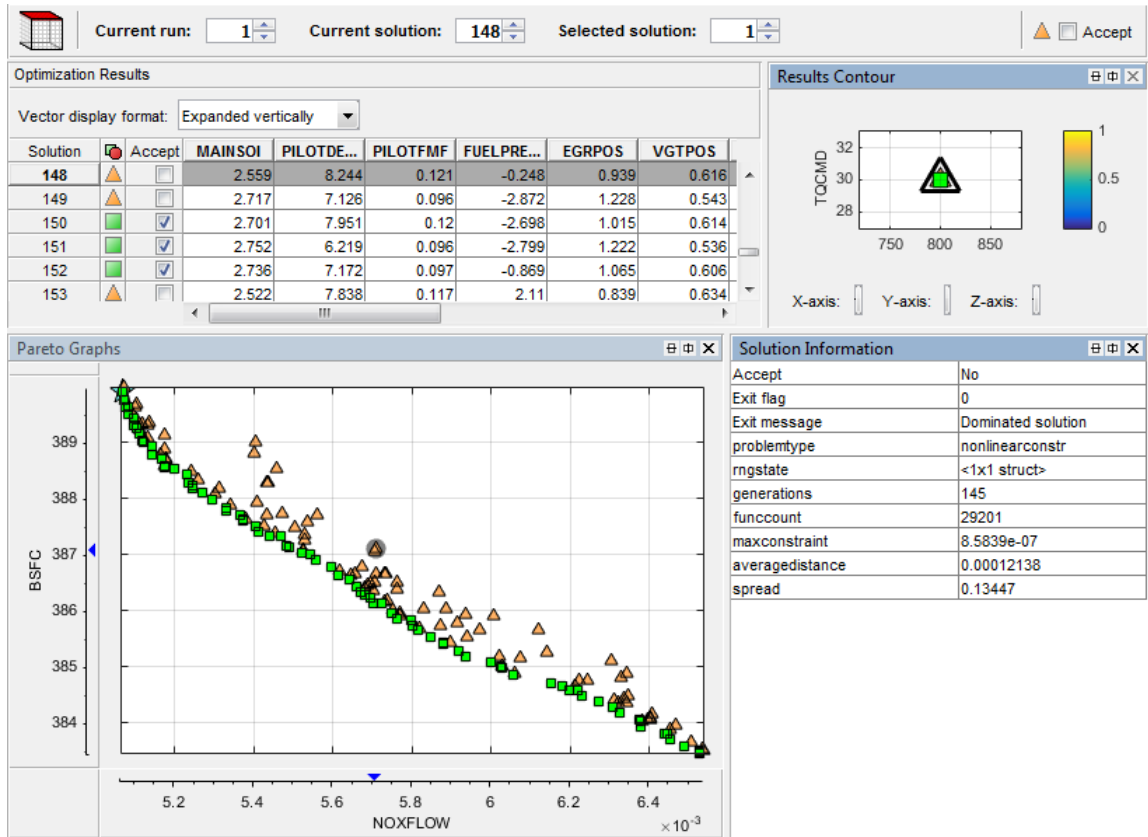 Current run: 1 Current solution: 148 Selected solution: 1 Accept
Optimization Results
Vector display format: Expanded vertically
Solution Accept MAINSOI PILOTDE... PILOTFMF FUELPRE... EGRPOS VGTPOS
148 2.559 8.244 0.121 -0.248 0.939 0.616
149 2.717 7.126 0.096 -2.872 1.228 0.543
150 2.701 7.951 0.12 -2.698 1.015 0.614
151 2.752 6.219 0.096 -2.799 1.222 0.536
152 2.736 7.172 0.097 -0.869 1.065 0.606
153 2.522 7.838 0.117 2.11 0.839 0.634
Results Contour
TQCMD
32
30
28
750 800 850
1
0.5
0
X-axis: Y-axis: Z-axis:
Pareto Graphs
BSFC
389
388
387
386
385
384
5.2 5.4 5.6 5.8 6 6.2 6.4
NOXFLOW
×10⁻³
Solution Information
Accept No
Exit flag 0
Exit message Dominated solution
problemtype nonlinearconstr
rngstate <1x1 struct>
generations 145
funccount 29201
maxconstraint 8.5839e-07
averagedistance 0.00012138
spread 0.13447